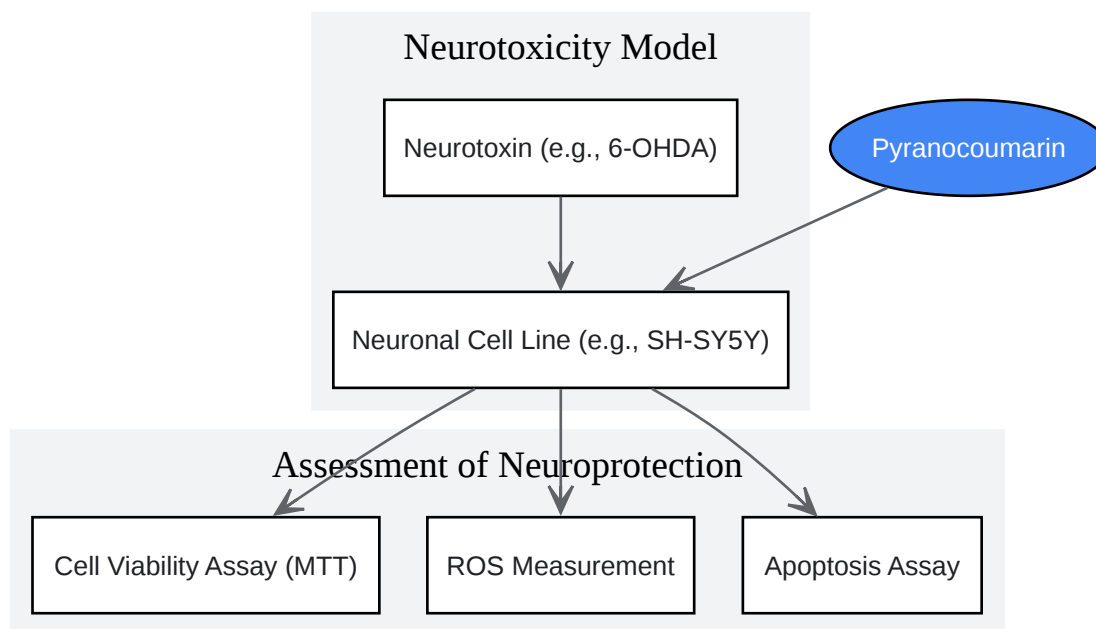 Neurotoxicity Model
Neurotoxin (e.g., 6-OHDA)
Pyranocoumarin
Neuronal Cell Line (e.g., SH-SY5Y)
Assessment of Neuroprotection
Cell Viability Assay (MTT)
ROS Measurement
Apoptosis Assay